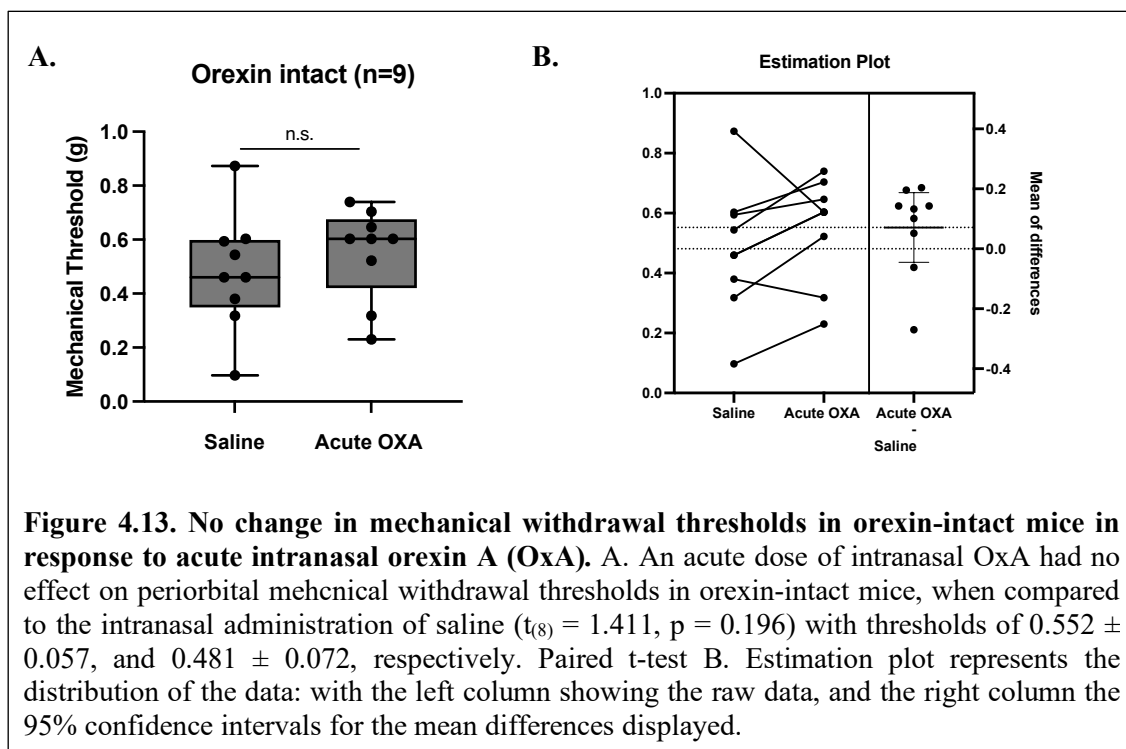 A.
Orexin intact (n=9)
n.s.
Mechanical Threshold (g)
1.0
0.8
0.6
0.4
0.2
0.0
Saline
Acute OXA
B.
Estimation Plot
1.0
0.8
0.6
0.4
0.2
0.0
Saline
Acute OXA
Acute OXA
-
Saline
0.4
0.2
0.0
-0.2
-0.4
Mean of differences
Figure 4.13. No change in mechanical withdrawal thresholds in orexin-intact mice in
response to acute intranasal orexin A (OxA). A. An acute dose of intranasal OxA had no
effect on periorbital mehcnical withdrawal thresholds in orexin-intact mice, when compared
to the intranasal administration of saline (t(8) = 1.411, p = 0.196) with thresholds of 0.552 ±
0.057, and 0.481 ± 0.072, respectively. Paired t-test B. Estimation plot represents the
distribution of the data: with the left column showing the raw data, and the right column the
95% confidence intervals for the mean differences displayed.